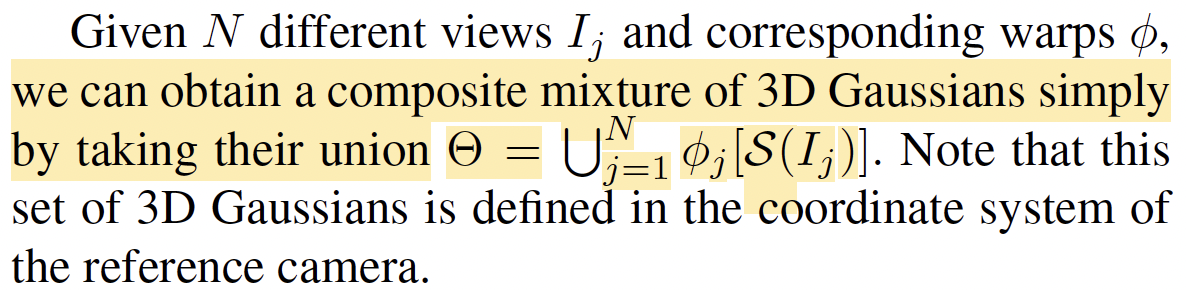 Given N different views I_j and corresponding warps ϕ,
we can obtain a composite mixture of 3D Gaussians simply
by taking their union Θ = ⋃_{j=1}^{N} ϕ_j[𝒮(I_j)]. Note that this
set of 3D Gaussians is defined in the coordinate system of
the reference camera.